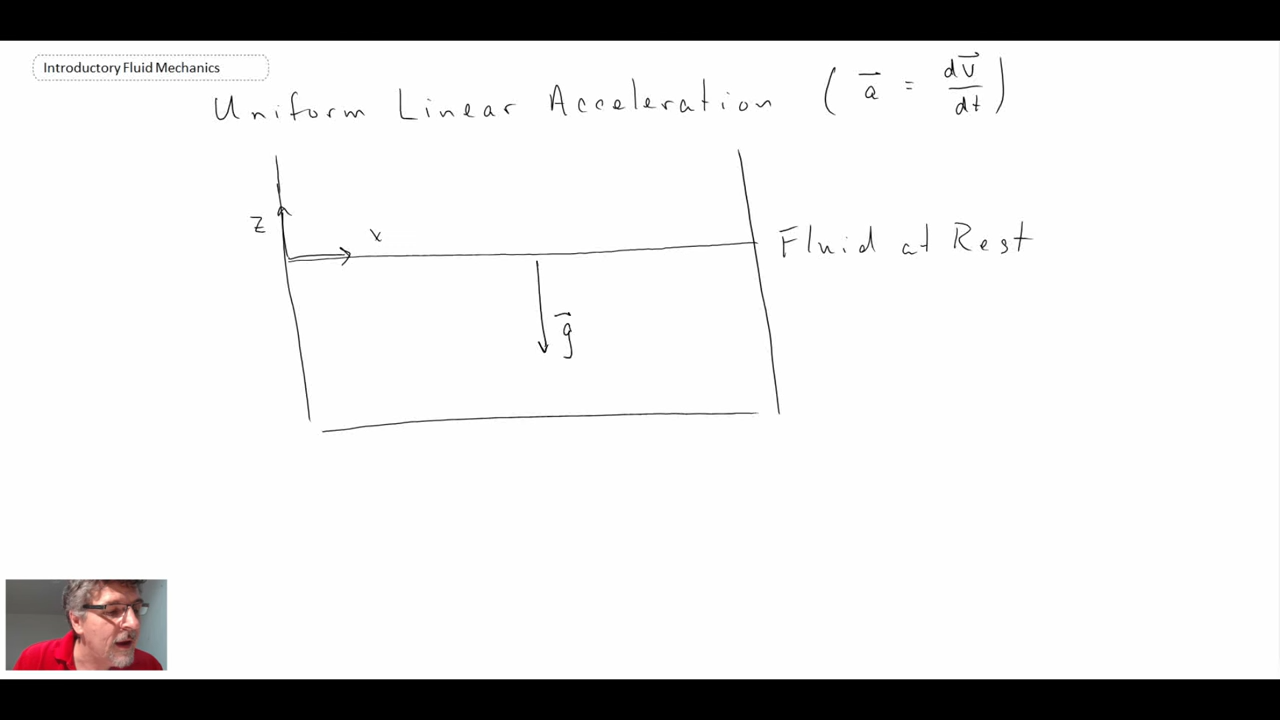 Introductory Fluid Mechanics
Uniform Linear Acceleration ( a⃗ = dv⃗/dt )
z
x
Fluid at Rest
g⃗